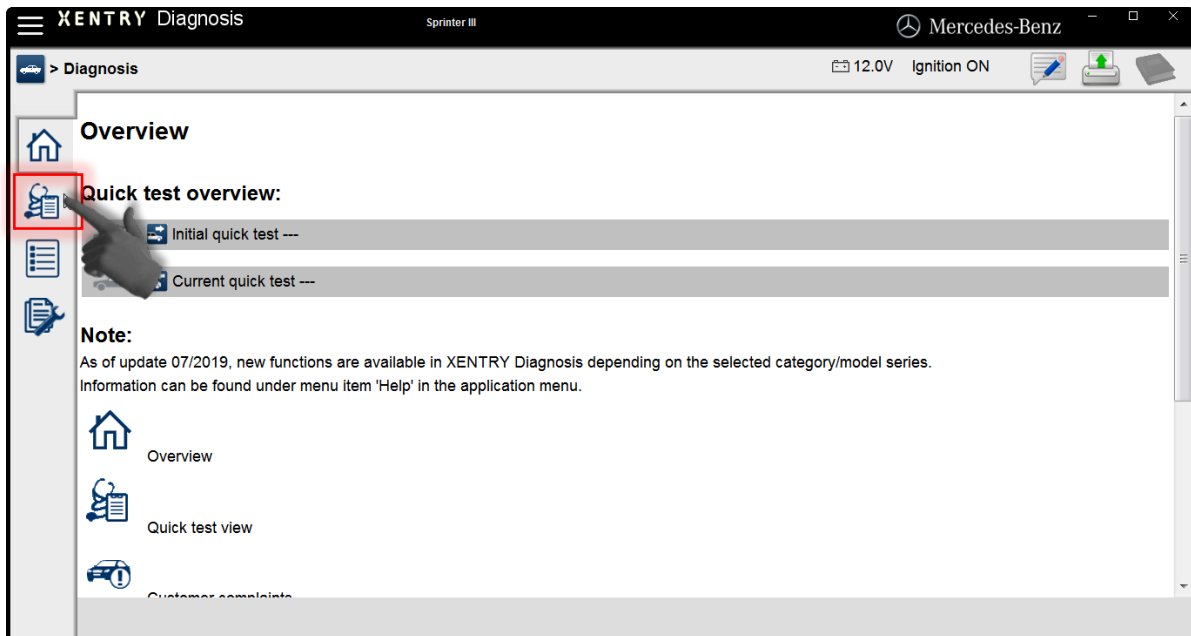 XENTRY Diagnosis
Sprinter III
Mercedes-Benz
> Diagnosis
12.0V
Ignition ON
Overview
Quick test overview:
Initial quick test ---
Current quick test ---
Note:
As of update 07/2019, new functions are available in XENTRY Diagnosis depending on the selected category/model series.
Information can be found under menu item 'Help' in the application menu.
Overview
Quick test view
Customer complaints